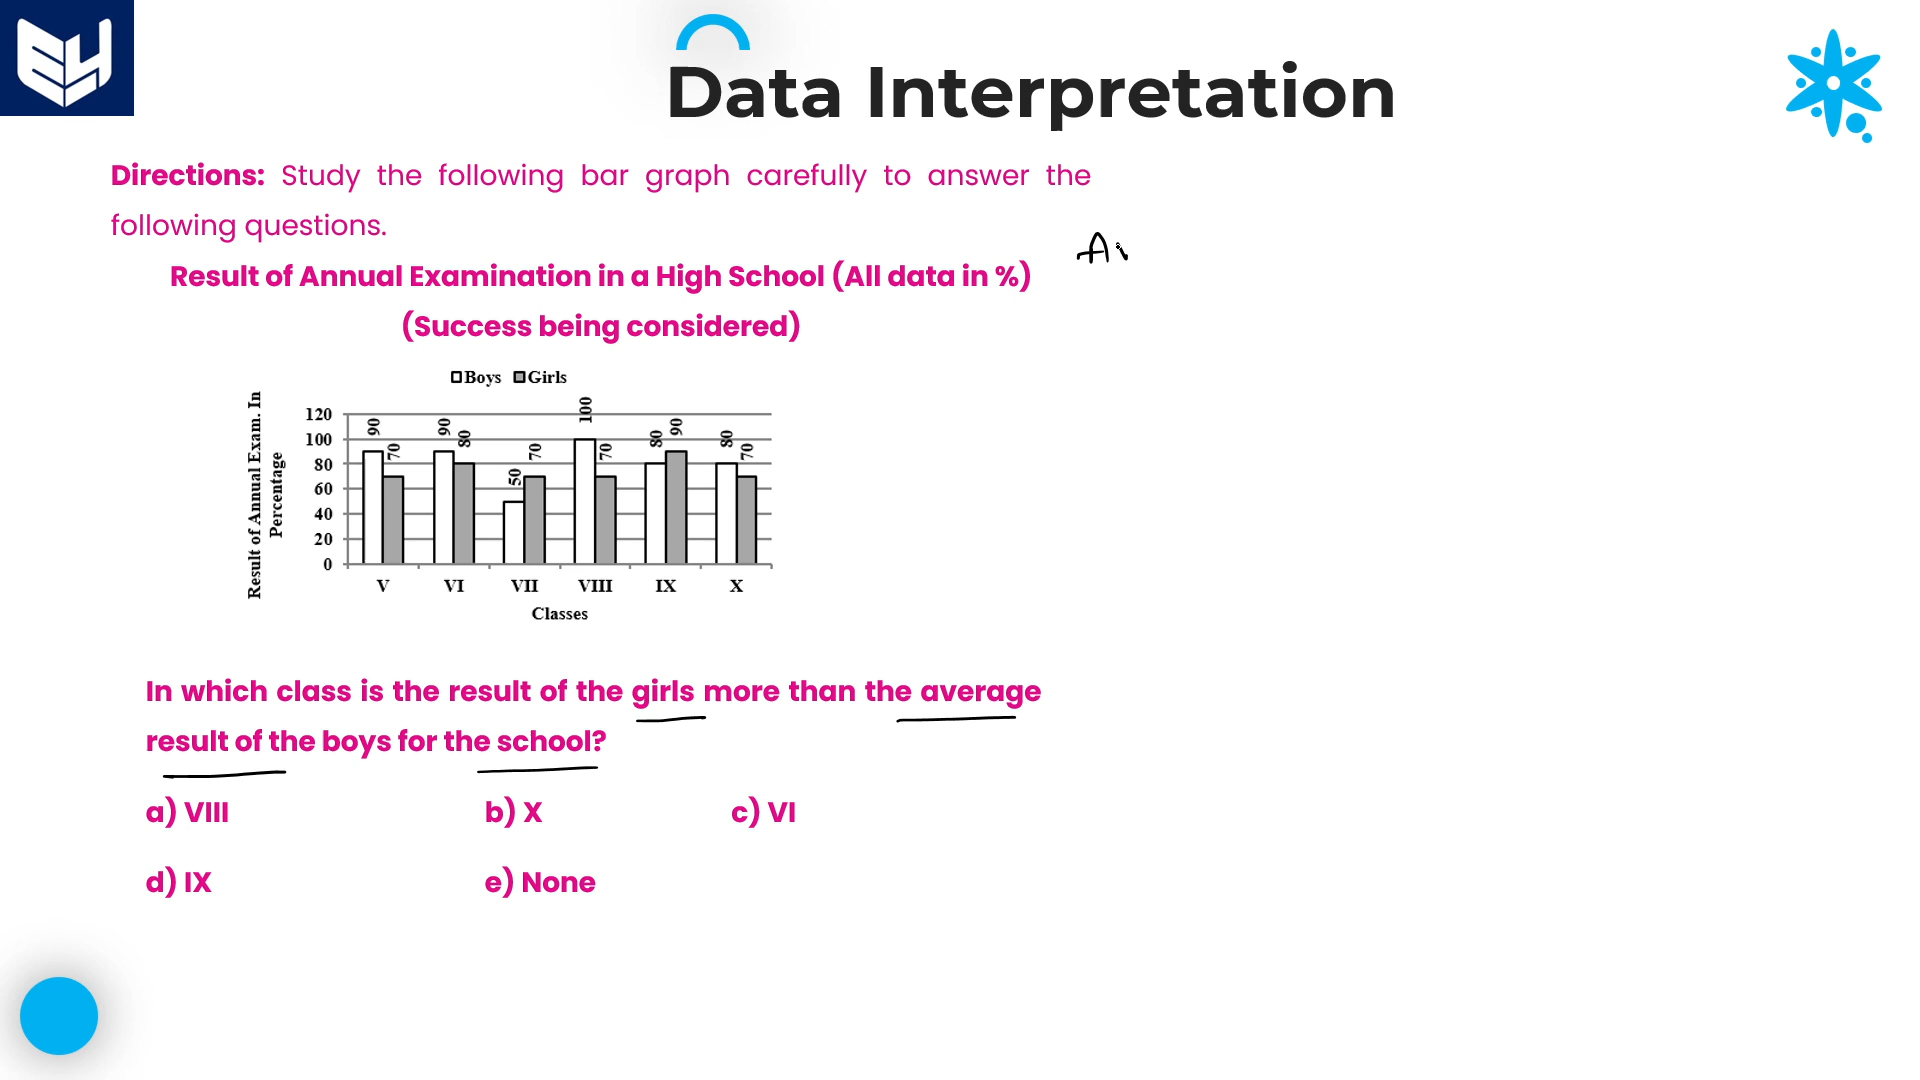 Data Interpretation
Directions: Study the following bar graph carefully to answer the
following questions.
Av
Result of Annual Examination in a High School (All data in %)
(Success being considered)
Boys Girls
Result of Annual Exam. In
Percentage
120
100
80
60
40
20
0
90 70 90 80 50 70 100 70 80 90 80 70
V VI VII VIII IX X
Classes
In which class is the result of the girls more than the average
result of the boys for the school?
a) VIII b) X c) VI
d) IX e) None